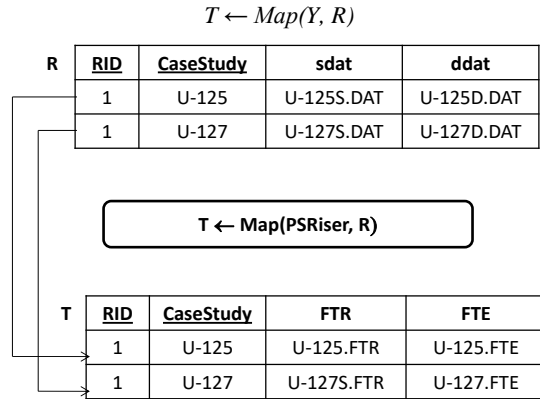 T ← Map(Y, R)
R RID CaseStudy sdat ddat
1 U-125 U-125S.DAT U-125D.DAT
1 U-127 U-127S.DAT U-127D.DAT
T ← Map(PSRiser, R)
T RID CaseStudy FTR FTE
1 U-125 U-125.FTR U-125.FTE
1 U-127 U-127S.FTR U-127.FTE